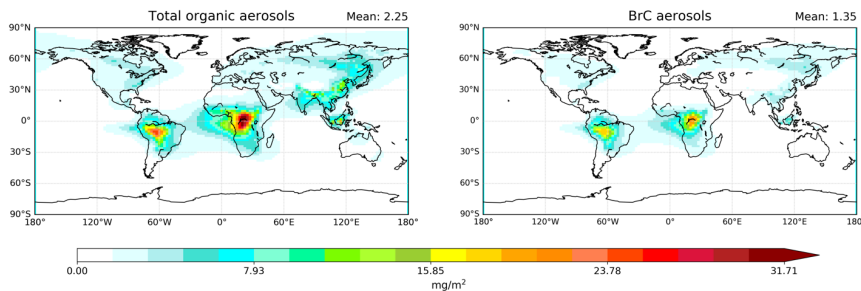 Total organic aerosols Mean: 2.25
BrC aerosols Mean: 1.35
90°N
60°N
30°N
0°
30°S
60°S
90°S
180° 120°W 60°W 0° 60°E 120°E 180°
90°N
60°N
30°N
0°
30°S
60°S
90°S
180° 120°W 60°W 0° 60°E 120°E 180°
0.00 7.93 15.85 23.78 31.71
mg/m²